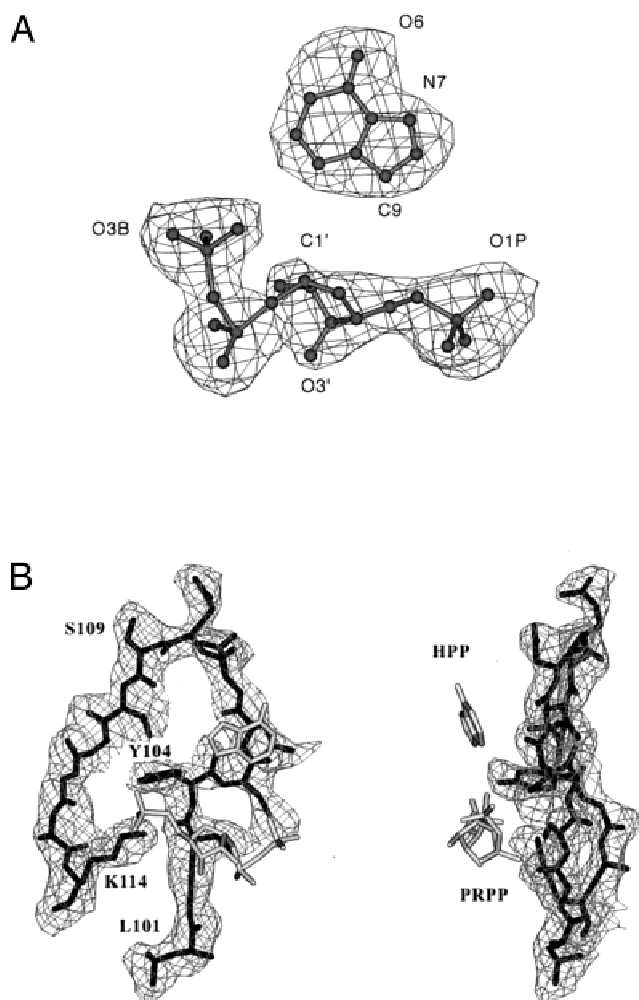 A
O6
N7
C9
O3B
C1'
O1P
O3'
B
S109
HPP
Y104
K114
PRPP
L101